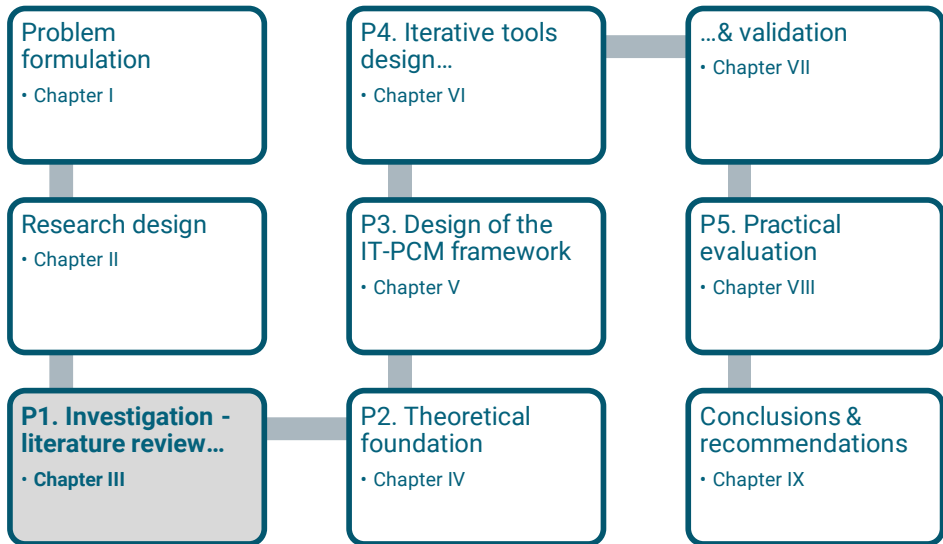 Problem
formulation
• Chapter I
Research design
• Chapter II
P1. Investigation -
literature review…
• Chapter III
P2. Theoretical
foundation
• Chapter IV
P3. Design of the
IT-PCM framework
• Chapter V
P4. Iterative tools
design…
• Chapter VI
…& validation
• Chapter VII
P5. Practical
evaluation
• Chapter VIII
Conclusions &
recommendations
• Chapter IX